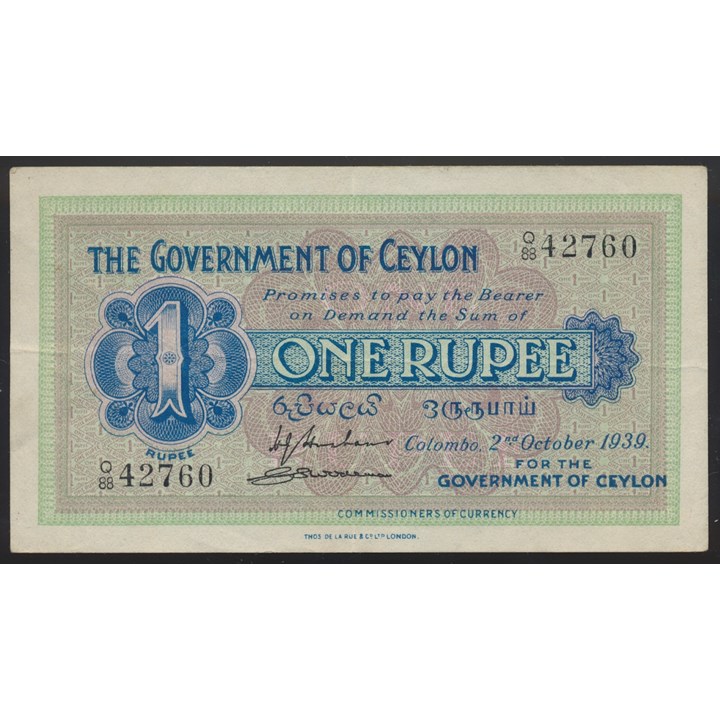 THE GOVERNMENT OF CEYLON
Q/88 42760
Promises to pay the Bearer
on Demand the Sum of
1
RUPEE
ONE RUPEE
රුපියලයි ஒருரூபாய்
Colombo, 2nd October 1939.
Q/88 42760
FOR THE
GOVERNMENT OF CEYLON
COMMISSIONERS OF CURRENCY
THOS DE LA RUE & CO LTD LONDON.